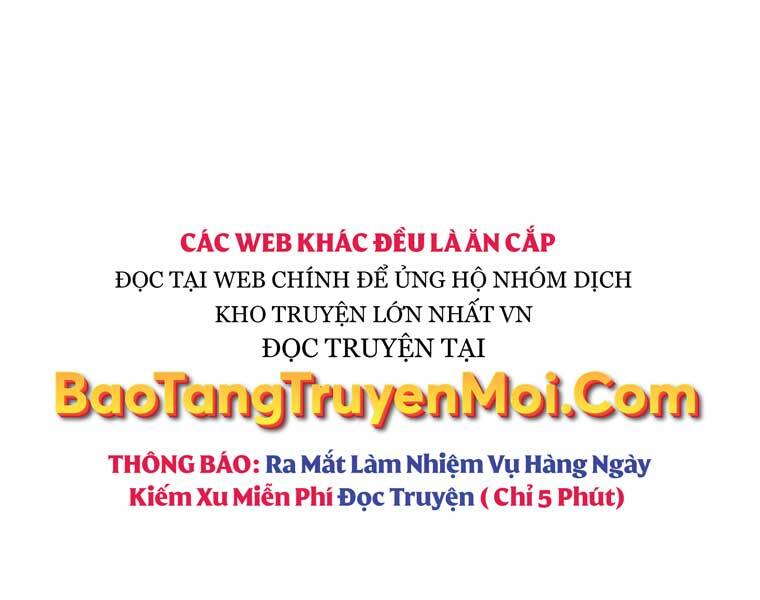 CÁC WEB KHÁC ĐỀU LÀ ĂN CẮP
ĐỌC TẠI WEB CHÍNH ĐỂ ỦNG HỘ NHÓM DỊCH
KHO TRUYỆN LỚN NHẤT VN
ĐỌC TRUYỆN TẠI
BaoTangTruyenMoi.Com
THÔNG BÁO: Ra Mắt Làm Nhiệm Vụ Hàng Ngày
Kiếm Xu Miễn Phí Đọc Truyện ( Chỉ 5 Phút)